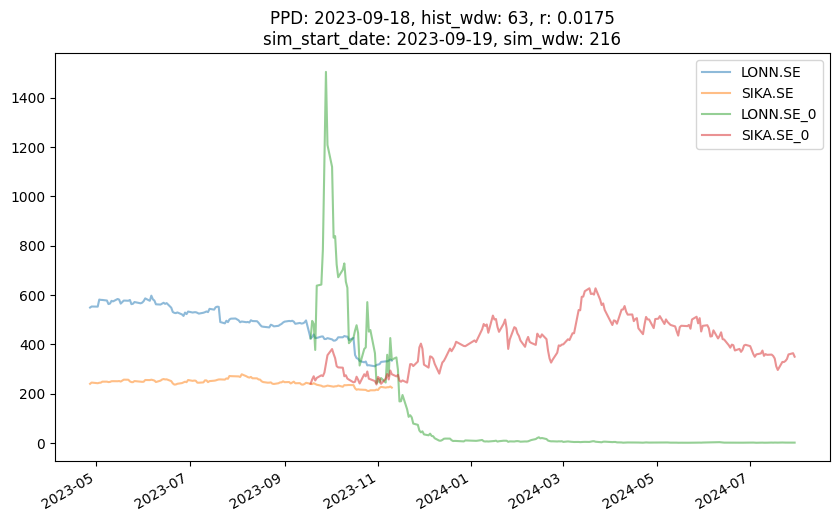 PPD: 2023-09-18, hist_wdw: 63, r: 0.0175
sim_start_date: 2023-09-19, sim_wdw: 216
LONN.SE
SIKA.SE
LONN.SE_0
SIKA.SE_0
1400
1200
1000
800
600
400
200
0
2023-05
2023-07
2023-09
2023-11
2024-01
2024-03
2024-05
2024-07